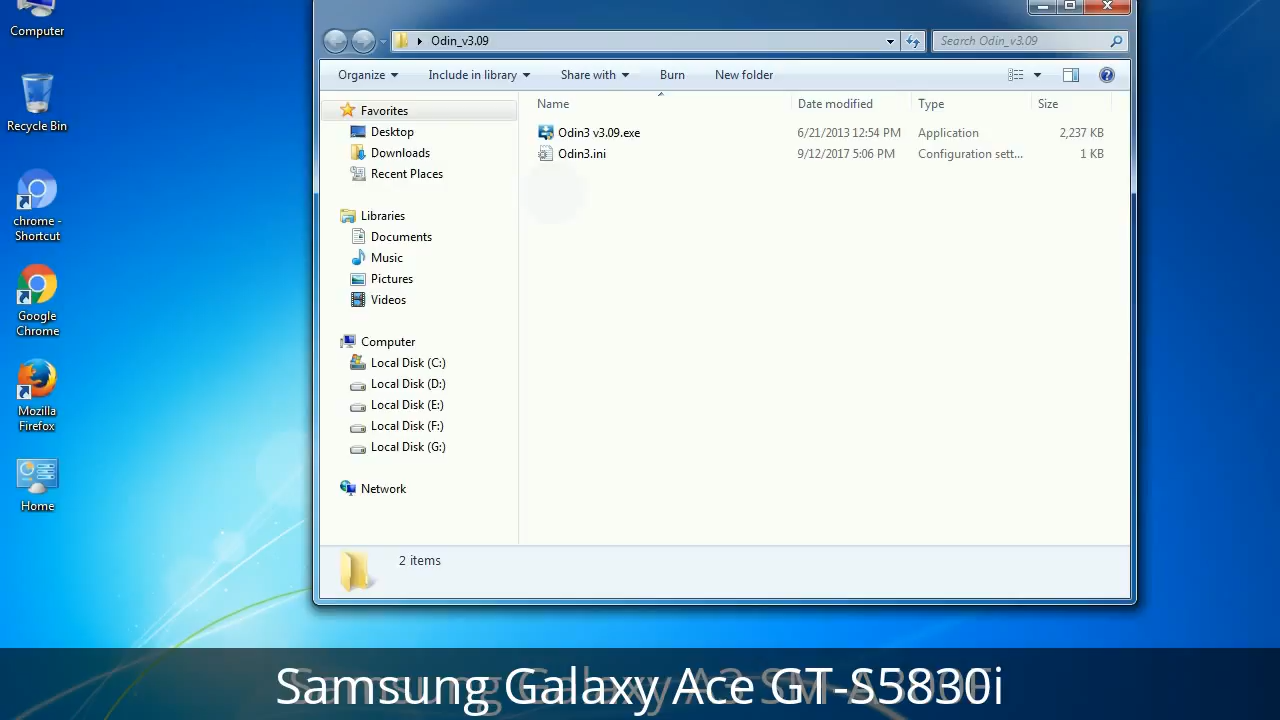 Computer
Recycle Bin
chrome -
Shortcut
Google
Chrome
Mozilla
Firefox
Home
Odin_v3.09
Search Odin_v3.09
Organize
Include in library
Share with
Burn
New folder
Favorites
Desktop
Downloads
Recent Places
Libraries
Documents
Music
Pictures
Videos
Computer
Local Disk (C:)
Local Disk (D:)
Local Disk (E:)
Local Disk (F:)
Local Disk (G:)
Network
Name Date modified Type Size
Odin3 v3.09.exe 6/21/2013 12:54 PM Application 2,237 KB
Odin3.ini 9/12/2017 5:06 PM Configuration sett... 1 KB
2 items
Samsung Galaxy Ace GT-S5830i